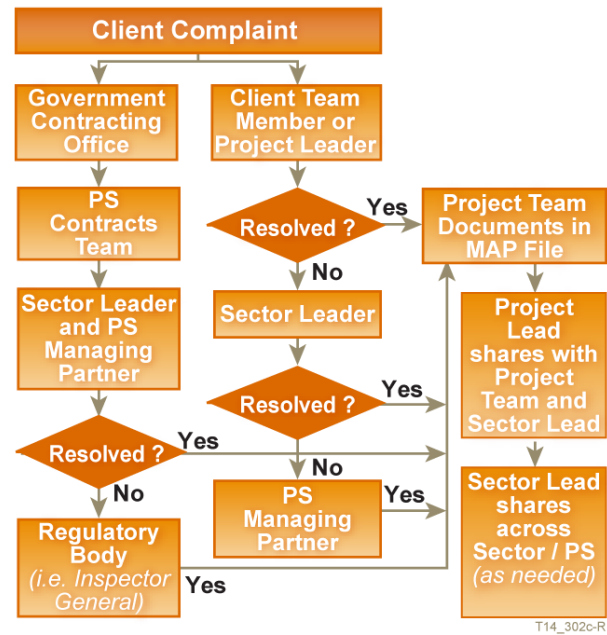 Client Complaint
Government
Contracting
Office
PS
Contracts
Team
Sector Leader
and PS
Managing
Partner
Resolved ?
Yes
No
Regulatory
Body
(i.e. Inspector
General)
Yes
Client Team
Member or
Project Leader
Resolved ?
Yes
No
Sector Leader
Resolved ?
Yes
No
PS
Managing
Partner
Yes
Project Team
Documents in
MAP File
Project
Lead
shares with
Project
Team and
Sector Lead
Sector Lead
shares
across
Sector / PS
(as needed)
T14_302c-R